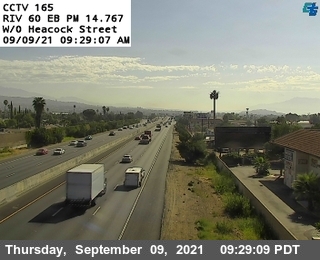 CCTV 165
RIV 60 EB PM 14.767
W/O Heacock Street
09/09/21 09:29:07 AM
Thursday, September 09, 2021 09:29:09 PDT